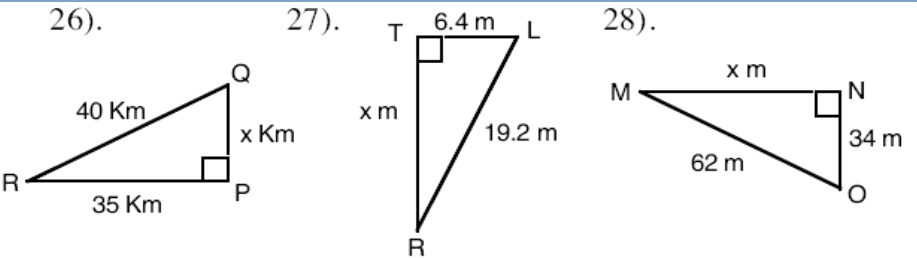 26).
Q
40 Km
x Km
R
P
35 Km
27).
T
6.4 m
L
x m
19.2 m
R
28).
x m
M
N
34 m
62 m
O